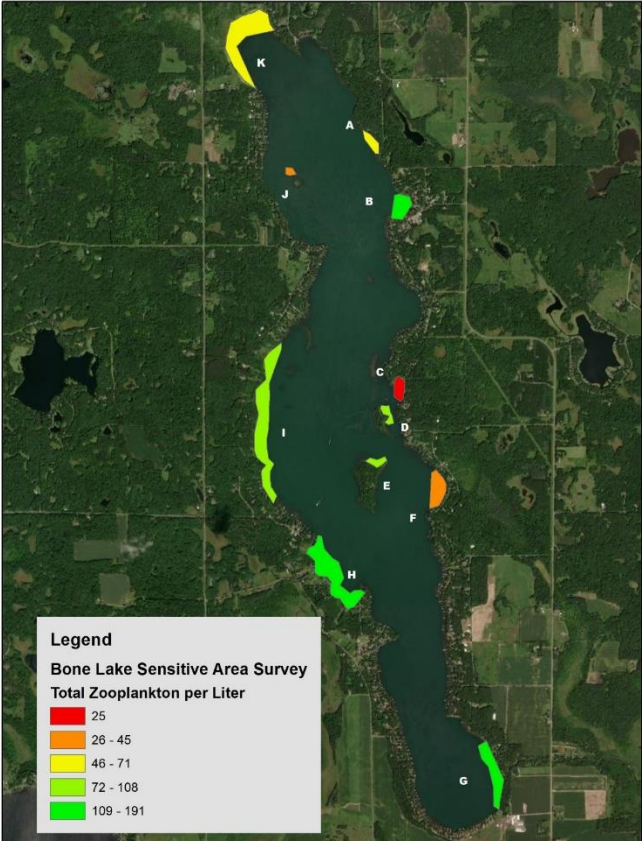 K
A
J
B
C
I
D
E
F
H
G
Legend
Bone Lake Sensitive Area Survey
Total Zooplankton per Liter
25
26 - 45
46 - 71
72 - 108
109 - 191